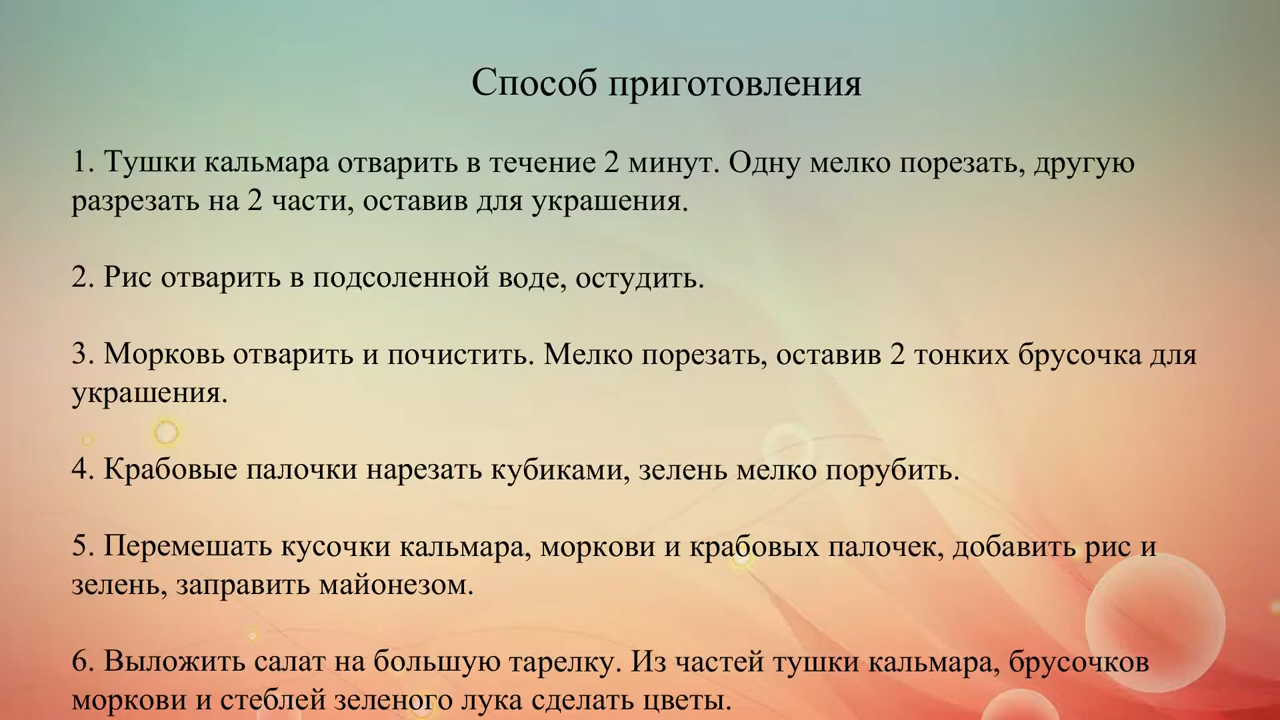 Способ приготовления
1. Тушки кальмара отварить в течение 2 минут. Одну мелко порезать, другую
разрезать на 2 части, оставив для украшения.
2. Рис отварить в подсоленной воде, остудить.
3. Морковь отварить и почистить. Мелко порезать, оставив 2 тонких брусочка для
украшения.
4. Крабовые палочки нарезать кубиками, зелень мелко порубить.
5. Перемешать кусочки кальмара, моркови и крабовых палочек, добавить рис и
зелень, заправить майонезом.
6. Выложить салат на большую тарелку. Из частей тушки кальмара, брусочков
моркови и стеблей зеленого лука сделать цветы.